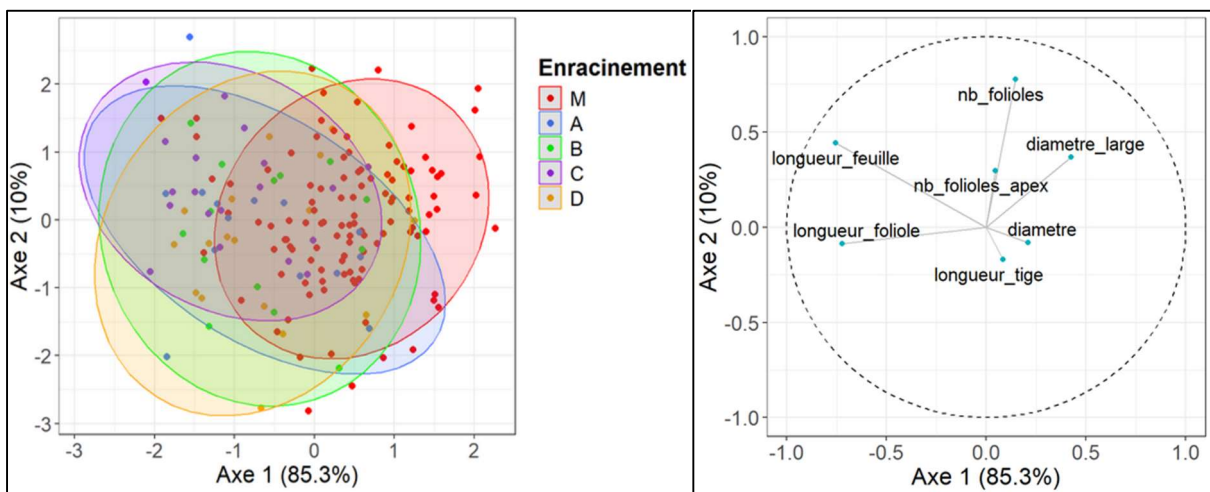 Axe 2 (10%)
2
1
0
-1
-2
-3
-3
-2
-1
0
1
2
Axe 1 (85.3%)
Enracinement
M
A
B
C
D
Axe 2 (10%)
1.0
0.5
0.0
-0.5
-1.0
nb_folioles
diametre_large
longueur_feuille
nb_folioles_apex
longueur_foliole
diametre
longueur_tige
-1.0
-0.5
0.0
0.5
1.0
Axe 1 (85.3%)